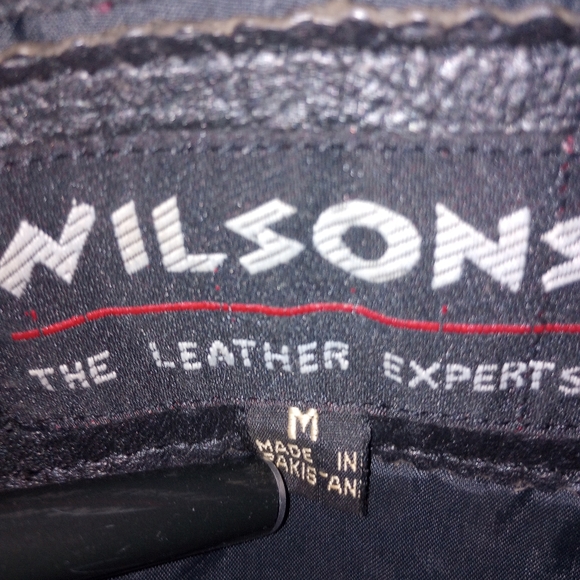 WILSONS
THE LEATHER EXPERTS
M
MADE IN
PAKISTAN